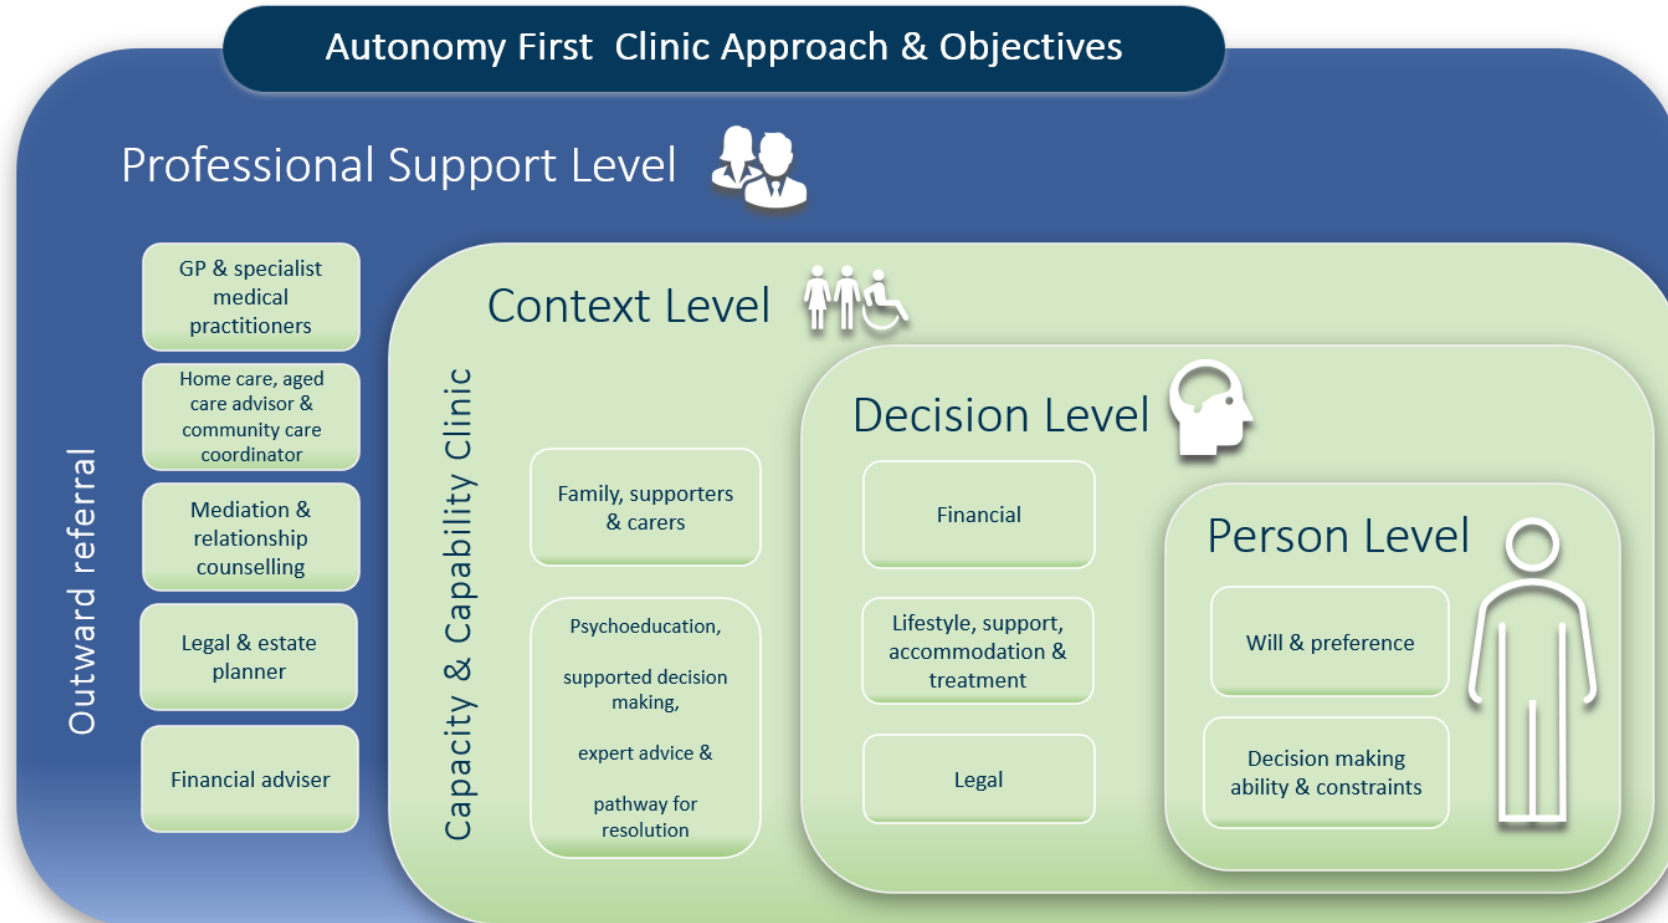 Autonomy First  Clinic Approach & Objectives
Professional Support Level
Outward referral
GP & specialist
medical
practitioners
Home care, aged
care advisor &
community care
coordinator
Mediation &
relationship
counselling
Legal & estate
planner
Financial adviser
Context Level
Capacity & Capability Clinic
Family, supporters
& carers
Psychoeducation,
supported decision
making,
expert advice &
pathway for
resolution
Decision Level
Financial
Lifestyle, support,
accommodation &
treatment
Legal
Person Level
Will & preference
Decision making
ability & constraints